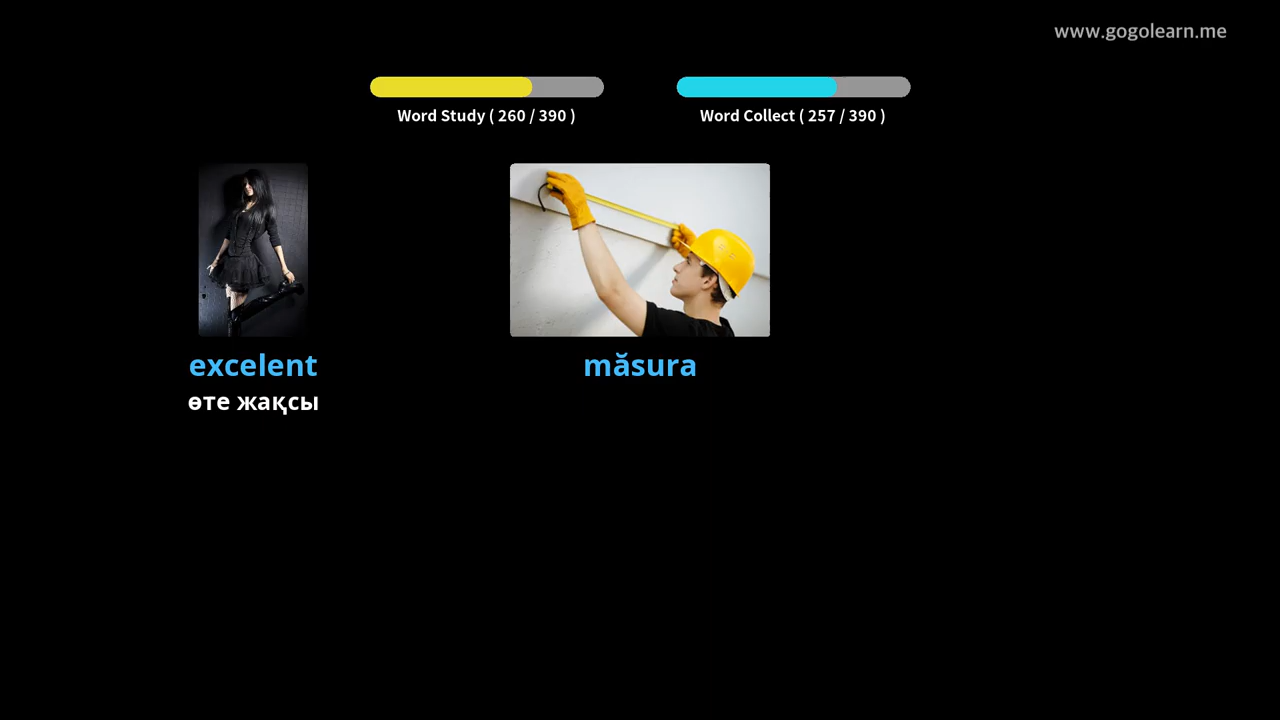 www.gogolearn.me
Word Study ( 260 / 390 )
Word Collect ( 257 / 390 )
excelent
өте жақсы
măsura